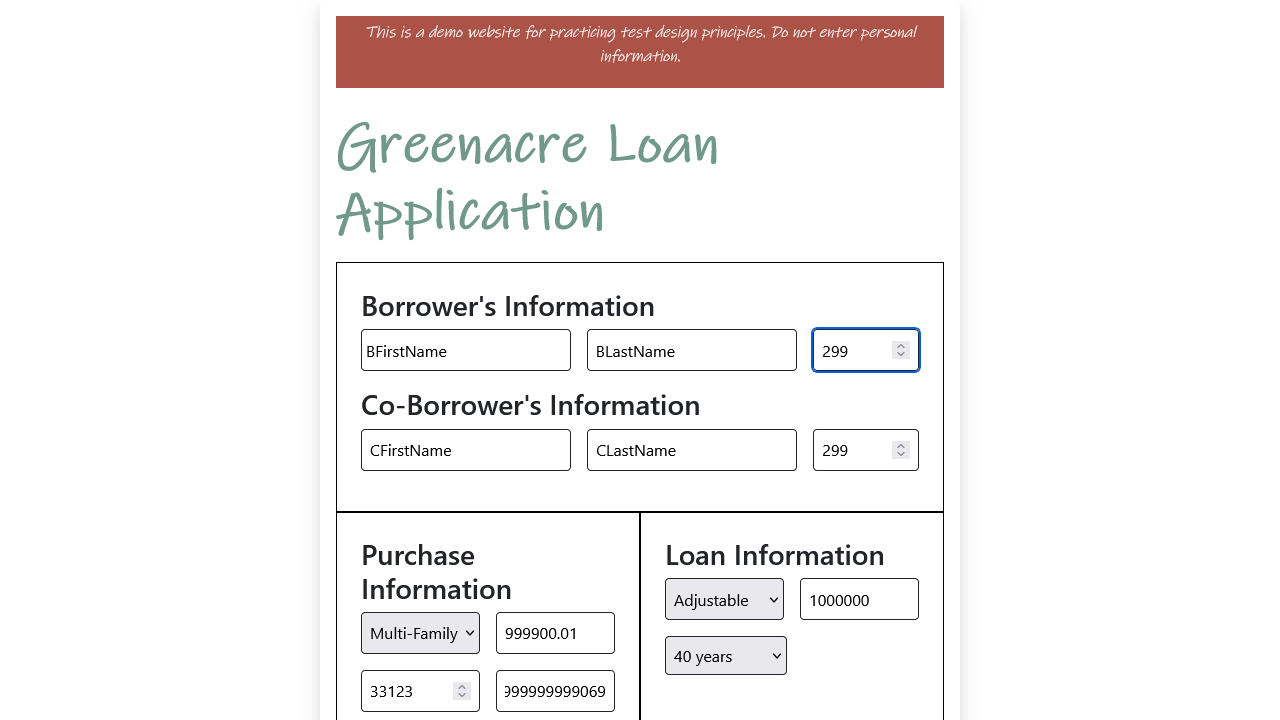 This is a demo website for practicing test design principles. Do not enter personal
information.
Greenacre Loan
Application
Borrower's Information
BFirstName
BLastName
299
Co-Borrower's Information
CFirstName
CLastName
299
Purchase
Information
Multi-Family
999900.01
33123
999999999069
Loan Information
Adjustable
1000000
40 years